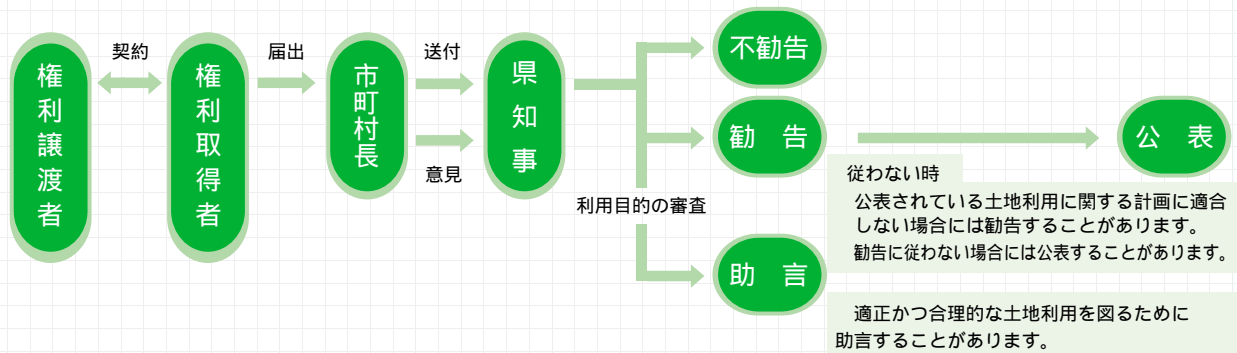 権利譲渡者
契約
権利取得者
届出
市町村長
送付
意見
県知事
利用目的の審査
不勧告
勧　告
公　表
従わない時
公表されている土地利用に関する計画に適合
しない場合には勧告することがあります。
勧告に従わない場合には公表することがあります。
助　言
適正かつ合理的な土地利用を図るために
助言することがあります。